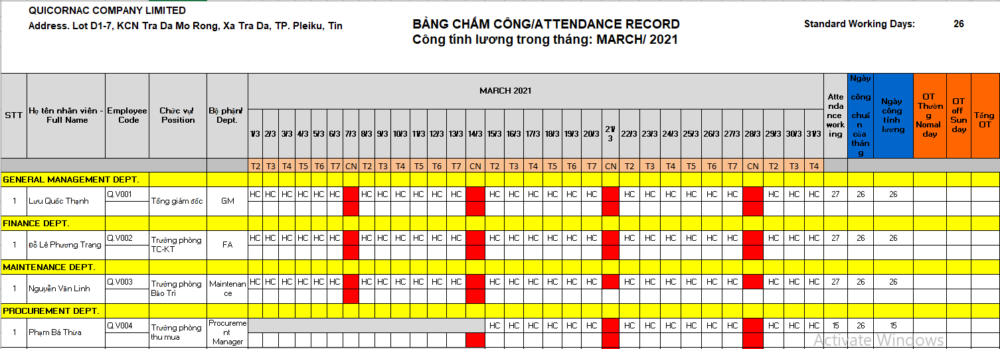 QUICORNAC COMPANY LIMITED
Address. Lot D1-7, KCN Tra Da Mo Rong, Xa Tra Da, TP. Pleiku, Tin
BẢNG CHẤM CÔNG/ATTENDANCE RECORD
Standard Working Days: 26
Công tính lương trong tháng: MARCH/ 2021
STT
Họ tên nhân viên -
Full Name
Employee
Code
Chức vụ/
Position
Bộ phận/
Dept.
MARCH 2021
1/3 2/3 3/3 4/3 5/3 6/3 7/3 8/3 9/3 10/3 11/3 12/3 13/3 14/3 15/3 16/3 17/3 18/3 19/3 20/3 21/
3 22/3 23/3 24/3 25/3 26/3 27/3 28/3 29/3 30/3 31/3
Atte
nda
nce
work
ing
Ngày
công
chuẩ
n
của
thán
g
Ngày
công
tính
lương
OT
Thườn
g
Nomal
day
OT
off
Sun
day
Tổng
OT
T2 T3 T4 T5 T6 T7 CN T2 T3 T4 T5 T6 T7 CN T2 T3 T4 T5 T6 T7 CN T2 T3 T4 T5 T6 T7 CN T2 T3 T4
GENERAL MANAGEMENT DEPT.
1 Lưu Quốc Thạnh Q.V001 Tổng giám đốc GM HC HC HC HC HC HC HC HC HC HC HC HC HC HC HC HC HC HC HC HC HC HC HC HC HC HC HC 27 26 26
FINANCE DEPT.
1 Đỗ Lê Phương Trang Q.V002 Trưởng phòng
TC-KT FA HC HC HC HC HC HC HC HC HC HC HC HC HC HC HC HC HC HC HC HC HC HC HC HC HC HC HC 27 26 26
MAINTENANCE DEPT.
1 Nguyễn Văn Linh Q.V003 Trưởng phòng
Bảo Trì Maintenan
ce HC HC HC HC HC HC HC HC HC HC HC HC HC HC HC HC HC HC HC HC HC HC HC HC HC HC HC 27 26 26
PROCUREMENT DEPT.
1 Phạm Bá Thừa Q.V004 Trưởng phòng
thu mua Procureme
nt
Manager HC HC HC HC HC HC HC HC HC HC HC HC HC HC HC 15 26 15
Activate Windows